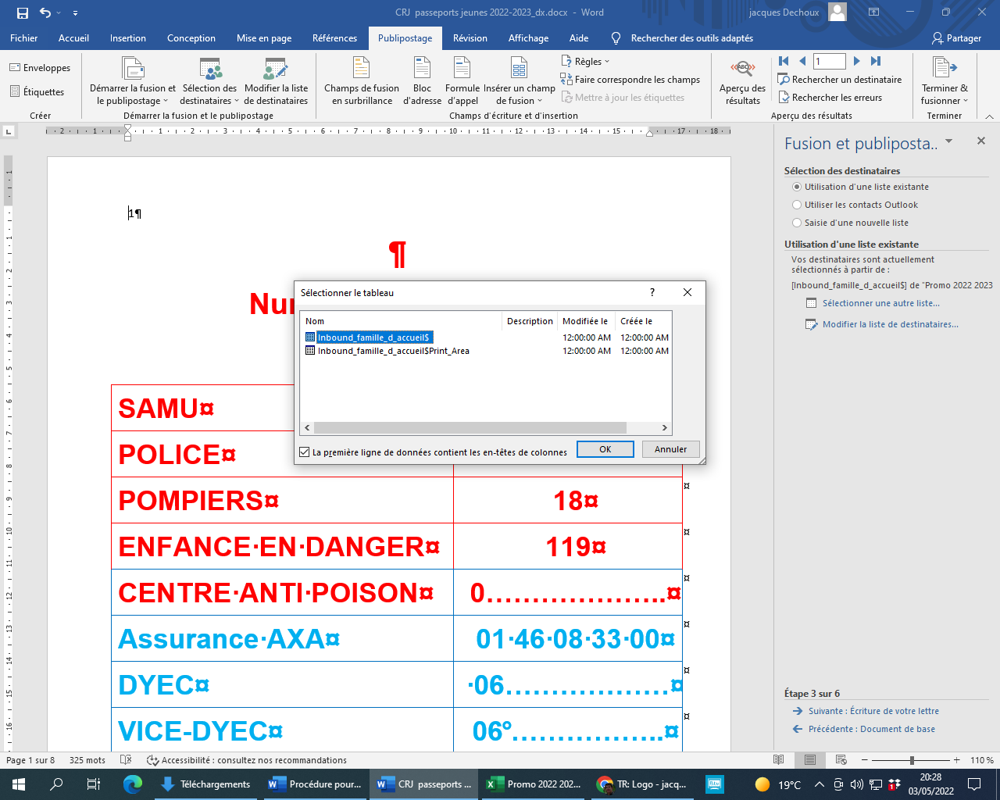 CRJ passeports jeunes 2022-2023_dx.docx - Word
jacques Dechoux
Fichier Accueil Insertion Conception Mise en page Références Publipostage Révision Affichage Aide Rechercher des outils adaptés Partager
Enveloppes
Étiquettes
Créer
Démarrer la fusion et
le publipostage
Sélection des
destinataires
Modifier la liste
de destinataires
Démarrer la fusion et le publipostage
Champs de fusion
en surbrillance
Bloc
d'adresse
Formule
d'appel
Insérer un champ
de fusion
Règles
Faire correspondre les champs
Mettre à jour les étiquettes
Champs d'écriture et d'insertion
ABC
Aperçu des
résultats
1
Rechercher un destinataire
Rechercher les erreurs
Aperçu des résultats
Terminer &
fusionner
Terminer
2 1 1 2 3 4 5 6 7 8 9 10 11 12 13 14 15 17 18
1¶
¶
Nu
SAMU¤
POLICE¤
POMPIERS¤ 18¤
ENFANCE·EN·DANGER¤ 119¤
CENTRE·ANTI·POISON¤ 0………………..¤
Assurance·AXA¤ 01·46·08·33·00¤
DYEC¤ ·06………………¤
VICE-DYEC¤ 06°……………..¤
Sélectionner le tableau ?
Nom Description Modifiée le Créée le
Inbound_famille_d_accueil$ 12:00:00 AM 12:00:00 AM
Inbound_famille_d_accueil$Print_Area 12:00:00 AM 12:00:00 AM
La première ligne de données contient les en-têtes de colonnes
OK Annuler
Fusion et publiposta..
Sélection des destinataires
Utilisation d'une liste existante
Utiliser les contacts Outlook
Saisie d'une nouvelle liste
Utilisation d'une liste existante
Vos destinataires sont actuellement
sélectionnés à partir de :
[Inbound_famille_d_accueil$] de "Promo 2022 2023
Sélectionner une autre liste...
Modifier la liste de destinataires...
Étape 3 sur 6
Suivante : Écriture de votre lettre
Précédente : Document de base
Page 1 sur 8 325 mots Accessibilité : consultez nos recommandations 110 %
Téléchargements Procédure pour... CRJ passeports ... Promo 2022 202... TR: Logo - jacq... 19°C 20:28
03/05/2022